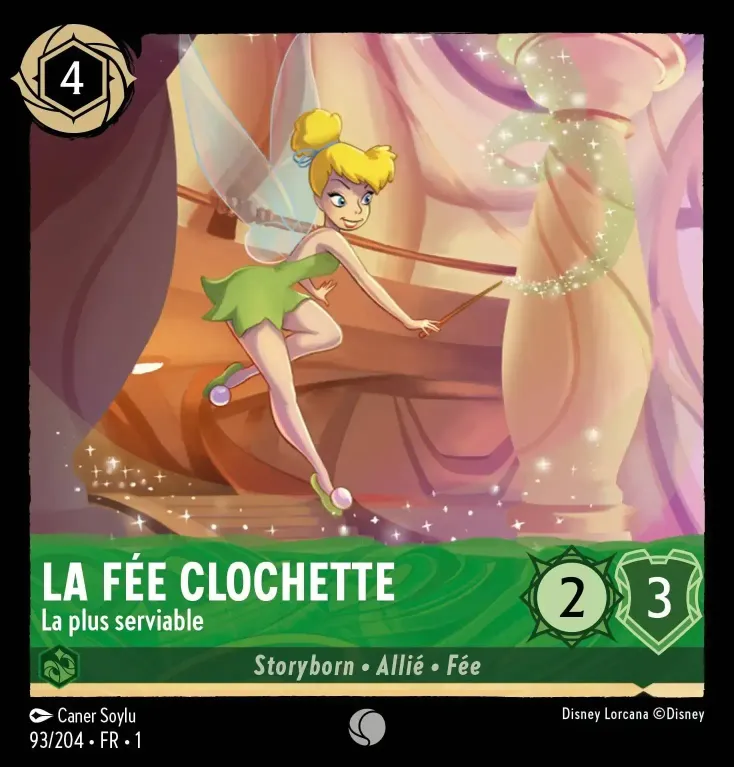 4
LA FÉE CLOCHETTE
La plus serviable
2
3
Storyborn • Allié • Fée
Caner Soylu
Disney Lorcana ©Disney
93/204 • FR • 1